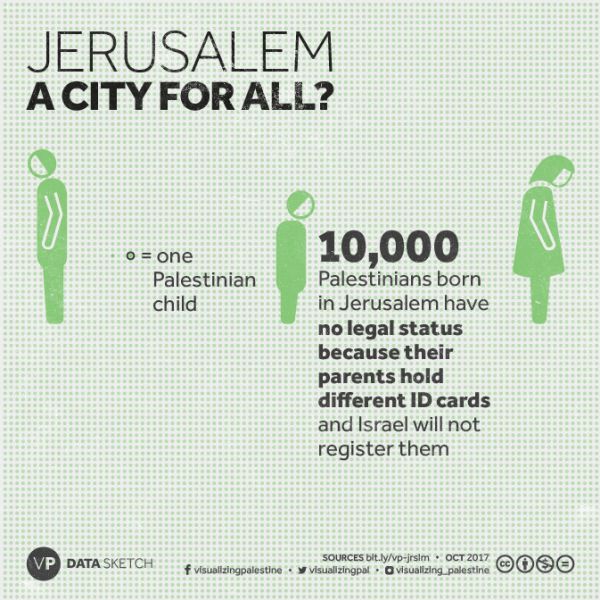 JERUSALEM
A CITY FOR ALL?
= one
Palestinian
child
10,000
Palestinians born
in Jerusalem have
no legal status
because their
parents hold
different ID cards
and Israel will not
register them
VP DATA SKETCH
SOURCES bit.ly/vp-jrslm • OCT 2017
f visualizingpalestine • visualizingpal • visualizing_palestine